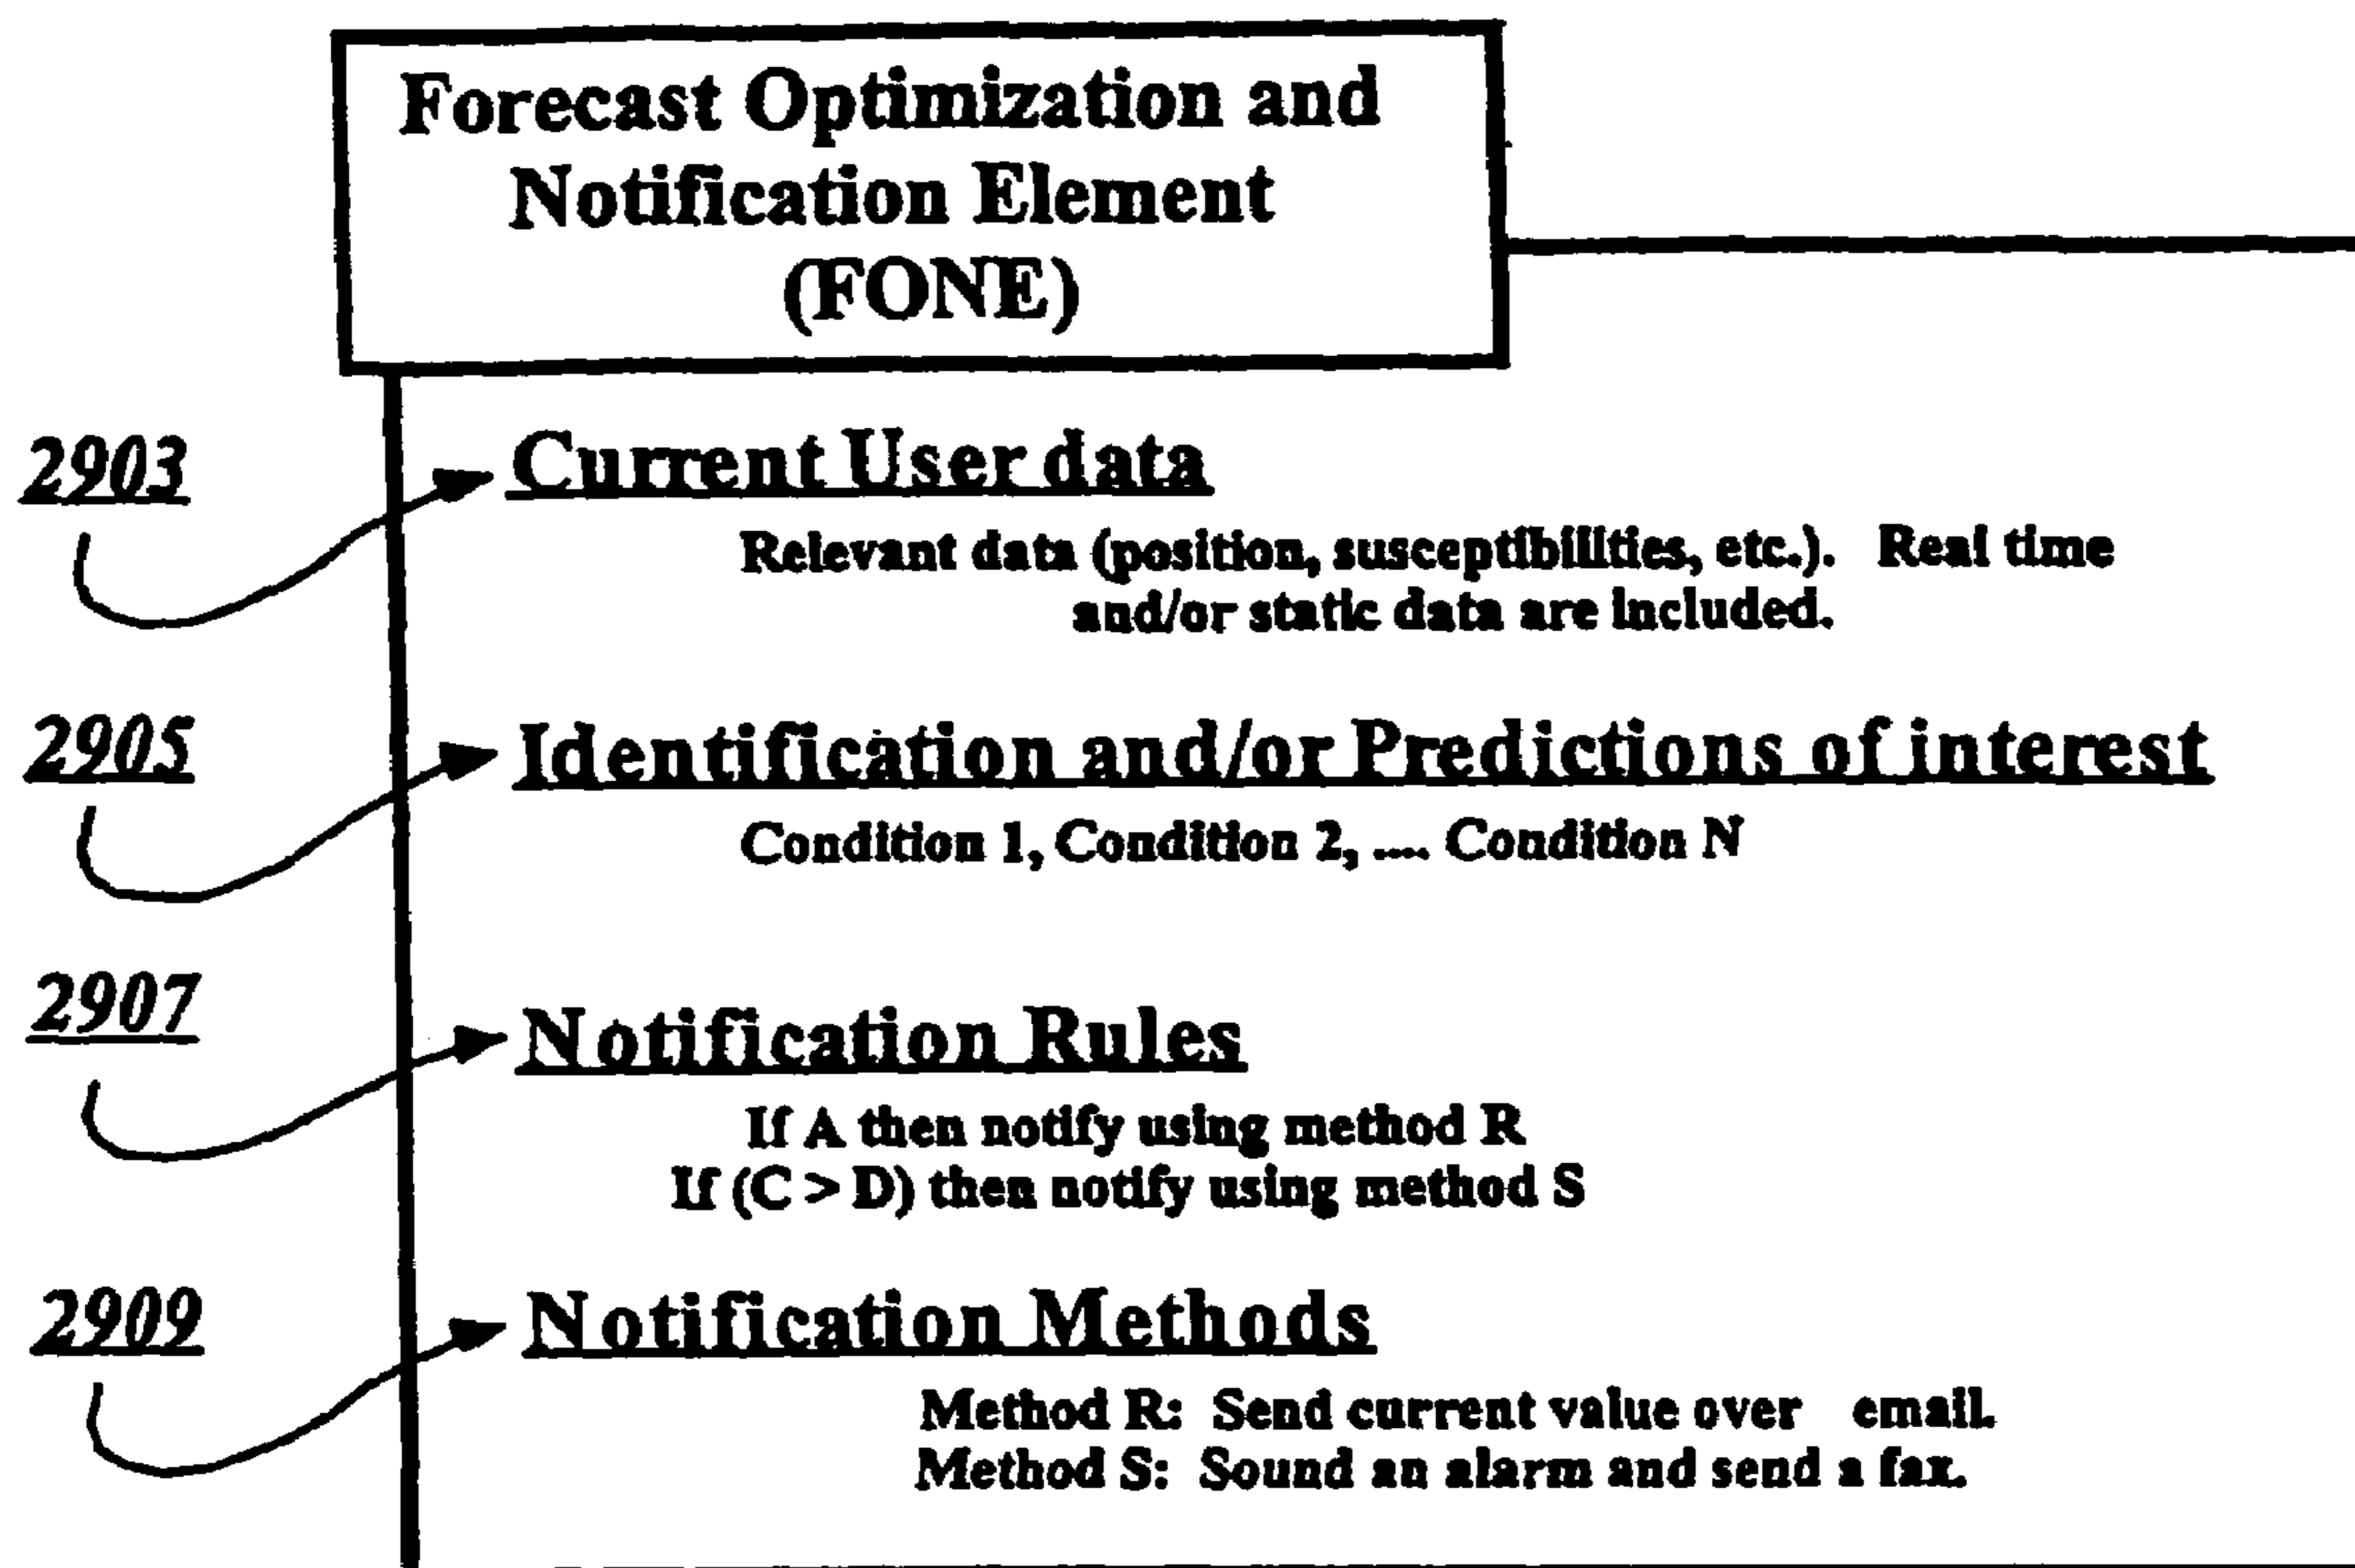 Forecast Optimization and
Notification Element
(FONE)
2903
Current User data
Relevant data (position, susceptibilities, etc.). Real time
and/or static data are included.
2905
Identification and/or Predictions of interest
Condition 1, Condition 2, .... Condition N
2907
Notification Rules
If A then notify using method R
If (C > D) then notify using method S
2909
Notification Methods
Method R: Send current value over email.
Method S: Sound an alarm and send a fax.